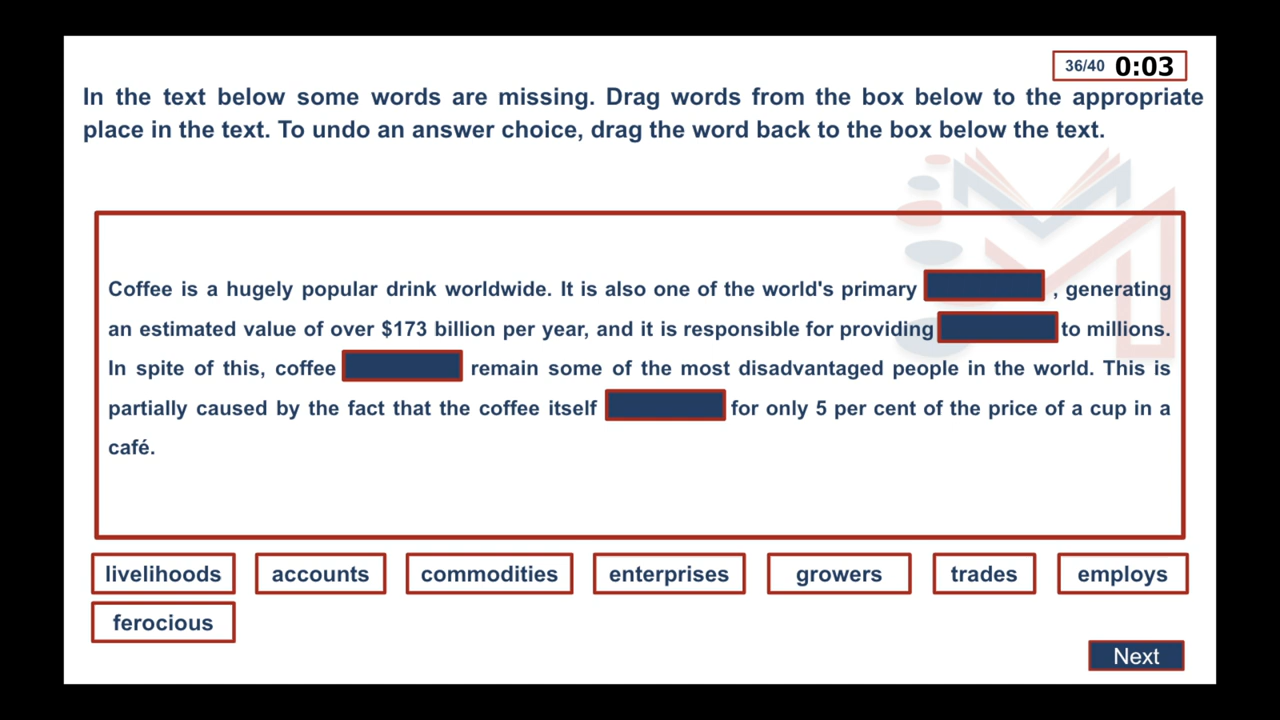 36/40 0:03
In the text below some words are missing. Drag words from the box below to the appropriate
place in the text. To undo an answer choice, drag the word back to the box below the text.
Coffee is a hugely popular drink worldwide. It is also one of the world's primary , generating
an estimated value of over $173 billion per year, and it is responsible for providing to millions.
In spite of this, coffee remain some of the most disadvantaged people in the world. This is
partially caused by the fact that the coffee itself for only 5 per cent of the price of a cup in a
café.
livelihoods accounts commodities enterprises growers trades employs
ferocious
Next